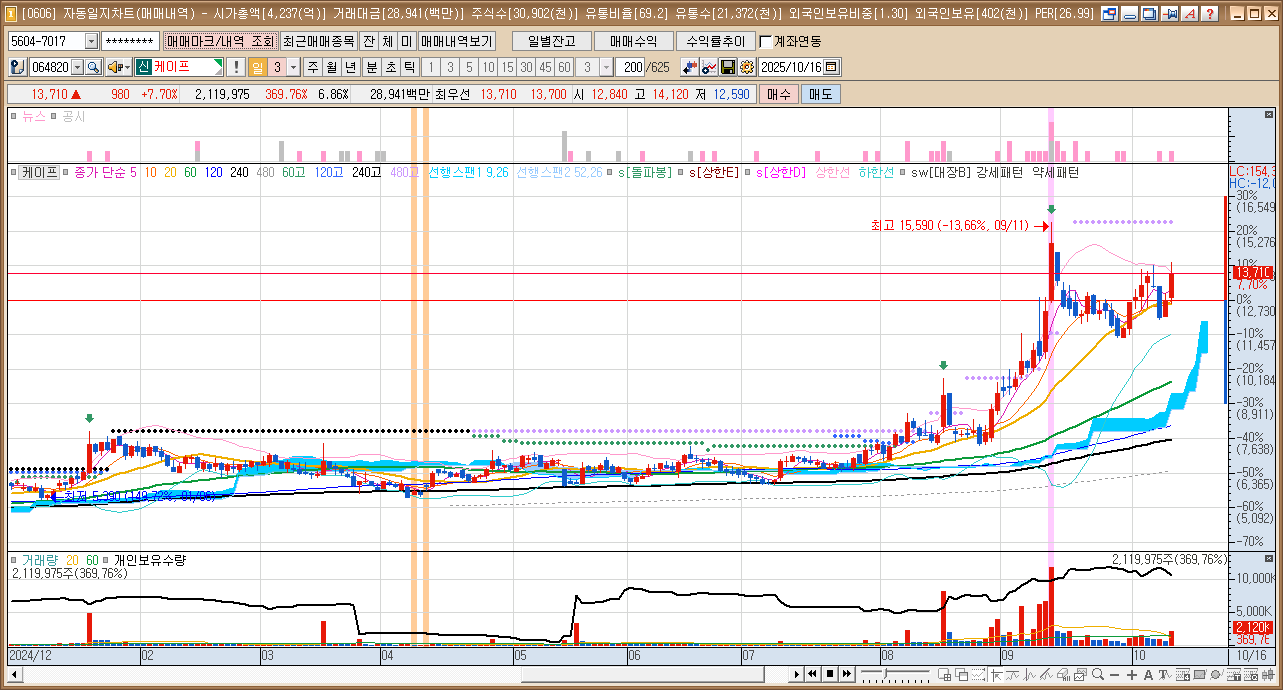 [0606] 자동일지차트(매매내역) - 시가총액[4,237(억)] 거래대금[28,941(백만)] 주식수[30,902(천)] 유통비율[69.2] 유통수[21,372(천)] 외국인보유비중[1.30] 외국인보유[402(천)] PER[26.99]
5604-7017 ******** 매매마크/내역 조회 최근매매종목 잔 체 미 매매내역보기 일별잔고 매매수익 수익률추이 계좌연동
064820 신 케이프 ! 일 3 주 월 년 분 초 틱 1 3 5 10 15 30 45 60 3 200 /625 2025/10/16
13,710 ▲ 980 +7.70% 2,119,975 369.76% 6.86% 28,941백만 최우선 13,710 13,700 시 12,840 고 14,120 저 12,590 매수 매도
뉴스 공시
케이프 종가 단순 5 10 20 60 120 240 480 60고 120고 240고 480고 선행스팬1 9,26 선행스팬2 52,26 s[돌파봉] s[상한E] s[상한D] 상한선 하한선 sw[대장B] 강세패턴 약세패턴
LC:154,3
HC:-12,0
30%
(16,549
최고 15,590 (-13,66%, 09/11)
20%
(15,276
10%
13,710
7,70%
0%
(12,730
-10%
(11,457
-20%
(10,184
-30%
(8,911)
-40%
(7,638)
-50%
(6,365)
최저 5,390 (149,72%, 01/06)
-60%
(5,092)
-70%
거래량 20 60 개인보유수량
2,119,975주(369,76%)
2,119,975주(369,76%)
10,000K
5,000K
2,120K
369,76
2024/12 02 03 04 05 06 07 08 09 10 10/16